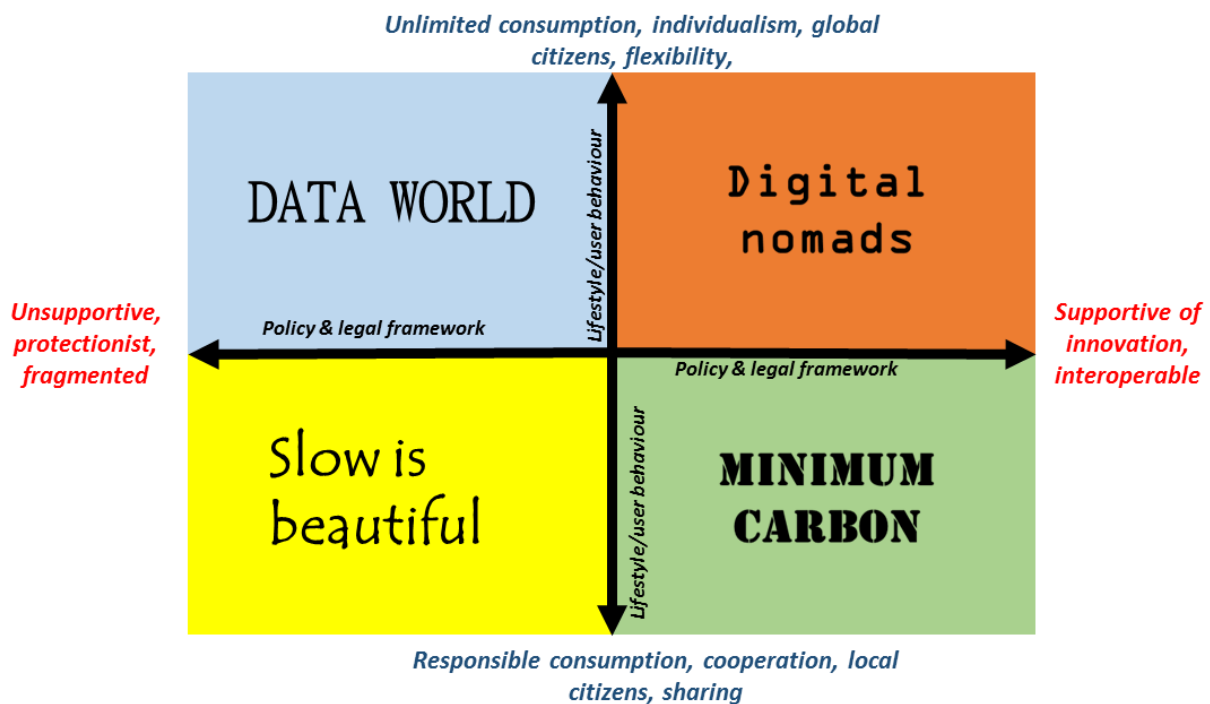 Unlimited consumption, individualism, global
citizens, flexibility,
DATA WORLD
Lifestyle/user behaviour
Digital
nomads
Unsupportive,
protectionist,
fragmented
Policy & legal framework
Supportive of
innovation,
interoperable
Policy & legal framework
Slow is
beautiful
Lifestyle/user behaviour
MINIMUM
CARBON
Responsible consumption, cooperation, local
citizens, sharing